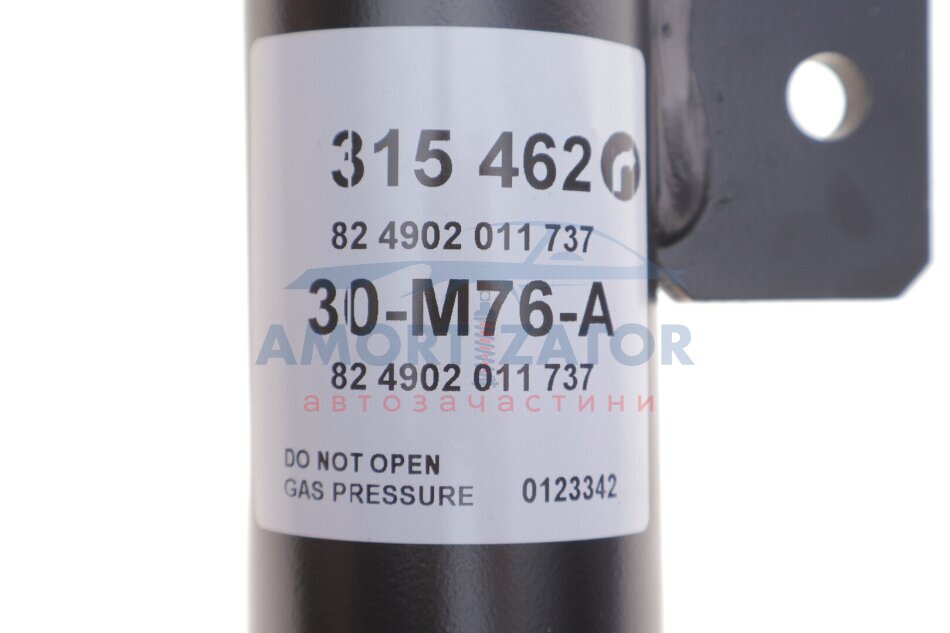 315 462
82 4902 011 737
30-M76-A
AMORTIZATOR
82 4902 011 737
автозачастини
DO NOT OPEN
GAS PRESSURE 0123342